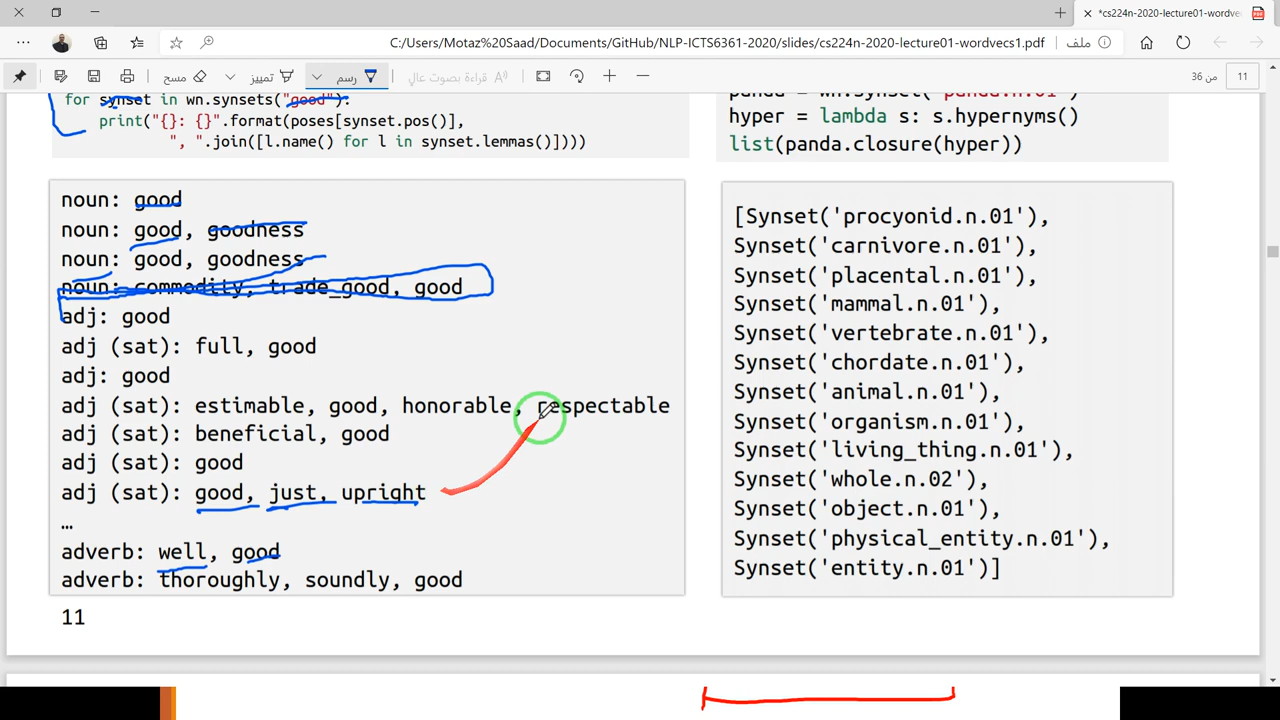 *cs224n-2020-lecture01-wordve
C:/Users/Motaz%20Saad/Documents/GitHub/NLP-ICTS6361-2020/slides/cs224n-2020-lecture01-wordvecs1.pdf
ملف
مسح
تمييز
رسم
قراءة بصوت عالٍ
من 36
11
for synset in wn.synsets("good"):
print("{}: {}".format(poses[synset.pos()],
", ".join([l.name() for l in synset.lemmas()])))
panda = wn.synset("panda.n.01")
hyper = lambda s: s.hypernyms()
list(panda.closure(hyper))
noun: good
noun: good, goodness
noun: good, goodness
noun: commodity, trade_good, good
adj: good
adj (sat): full, good
adj: good
adj (sat): estimable, good, honorable, respectable
adj (sat): beneficial, good
adj (sat): good
adj (sat): good, just, upright
…
adverb: well, good
adverb: thoroughly, soundly, good
[Synset('procyonid.n.01'),
Synset('carnivore.n.01'),
Synset('placental.n.01'),
Synset('mammal.n.01'),
Synset('vertebrate.n.01'),
Synset('chordate.n.01'),
Synset('animal.n.01'),
Synset('organism.n.01'),
Synset('living_thing.n.01'),
Synset('whole.n.02'),
Synset('object.n.01'),
Synset('physical_entity.n.01'),
Synset('entity.n.01')]
11